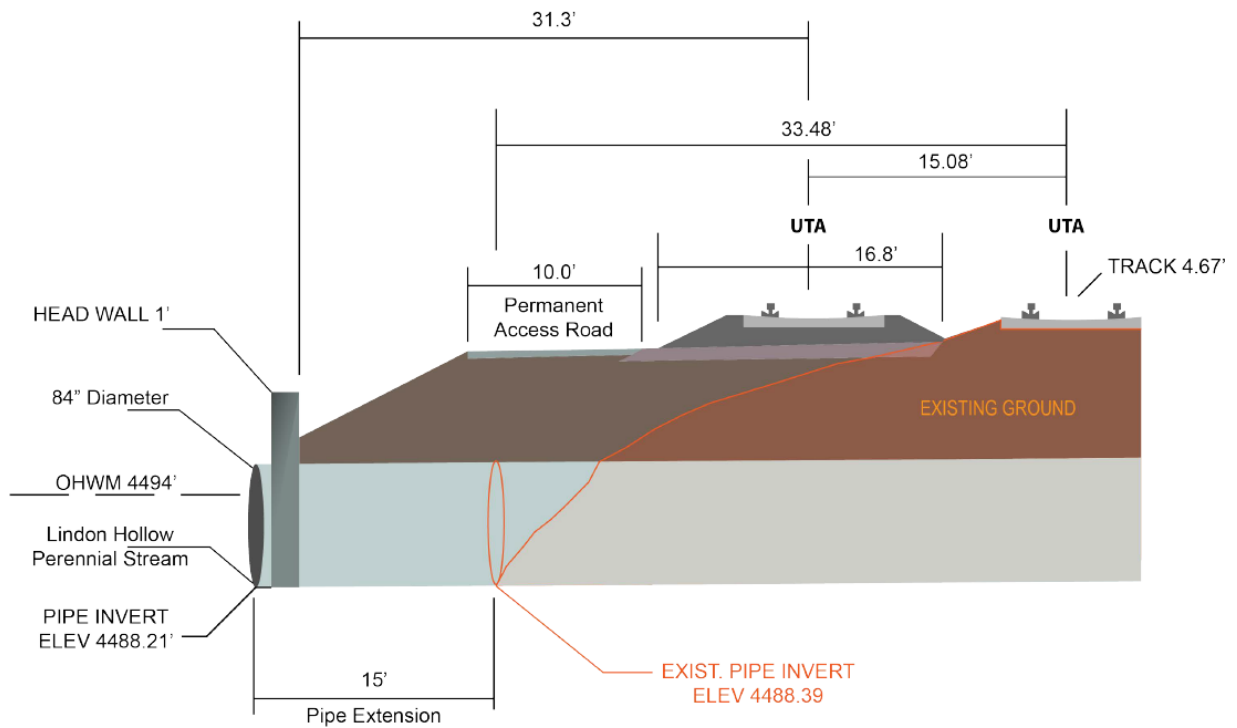 31.3’
33.48’
15.08’
UTA
UTA
16.8’
TRACK 4.67’
10.0’
Permanent
Access Road
HEAD WALL 1’
84” Diameter
EXISTING GROUND
OHWM 4494’
Lindon Hollow
Perennial Stream
PIPE INVERT
ELEV 4488.21’
EXIST. PIPE INVERT
ELEV 4488.39
15’
Pipe Extension